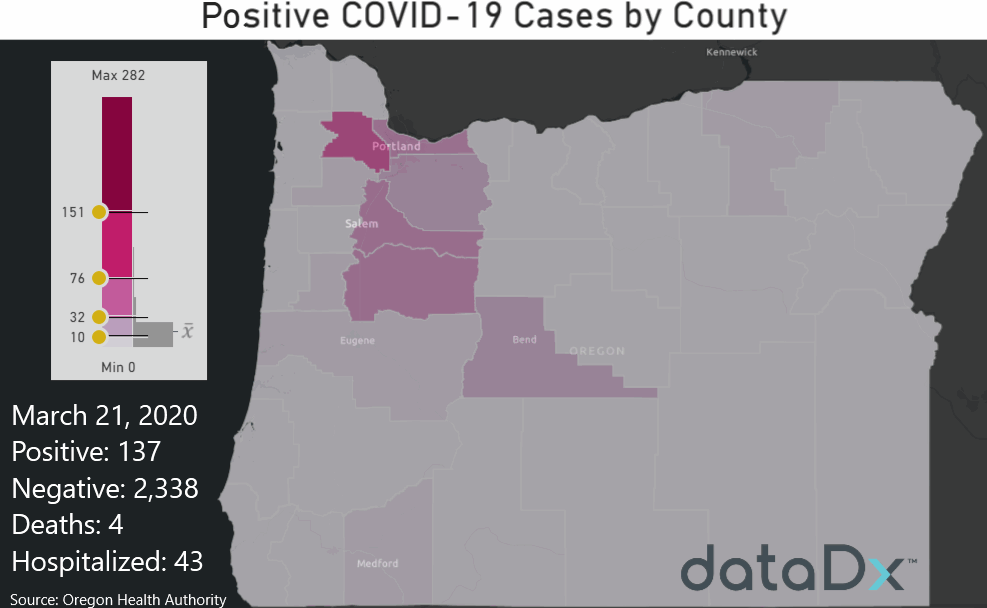 Positive COVID-19 Cases by County
Kennewick
Max 282
Portland
151
Salem
76
32
x̄
10
Eugene
Bend
OREGON
Min 0
March 21, 2020
Positive: 137
Negative: 2,338
Deaths: 4
Hospitalized: 43
Medford
dataDx™
Source: Oregon Health Authority